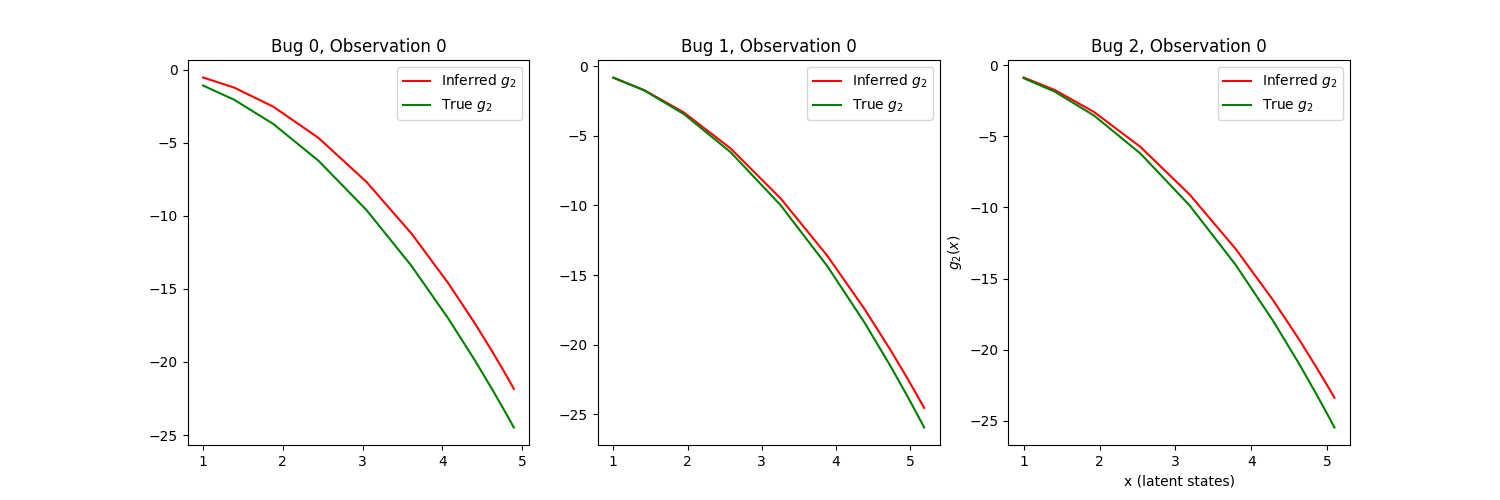 Bug 0, Observation 0
Inferred g₂
True g₂
0
−5
−10
−15
−20
−25
1 2 3 4 5
Bug 1, Observation 0
Inferred g₂
True g₂
0
−5
−10
−15
−20
−25
1 2 3 4 5
Bug 2, Observation 0
Inferred g₂
True g₂
g₂(x)
0
−5
−10
−15
−20
−25
1 2 3 4 5
x (latent states)